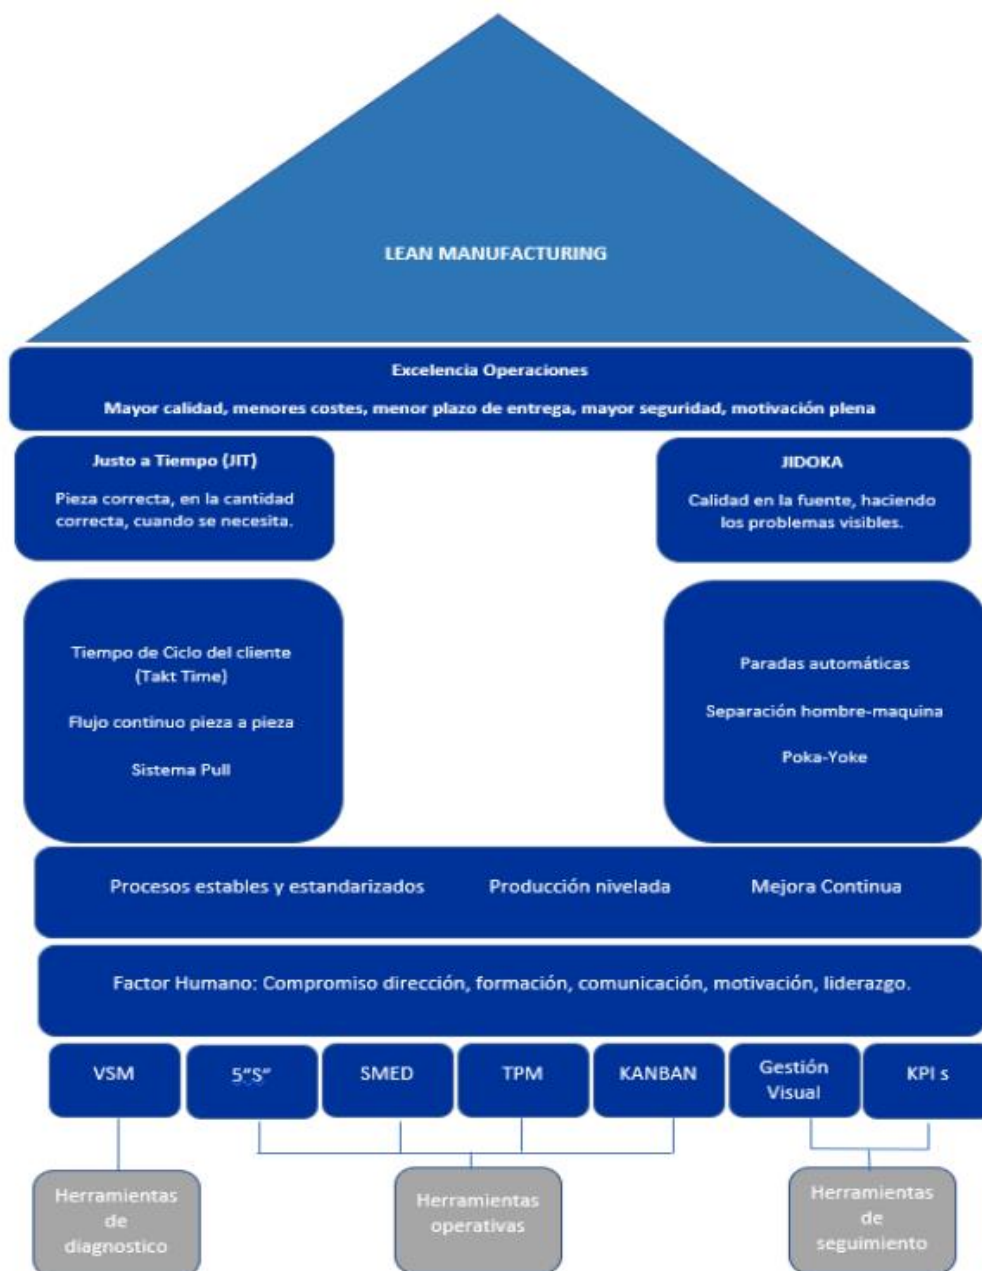 LEAN MANUFACTURING
Excelencia Operaciones
Mayor calidad, menores costes, menor plazo de entrega, mayor seguridad, motivación plena
Justo a Tiempo (JIT)
Pieza correcta, en la cantidad
correcta, cuando se necesita.
JIDOKA
Calidad en la fuente, haciendo
los problemas visibles.
Tiempo de Ciclo del cliente
(Takt Time)
Flujo continuo pieza a pieza
Sistema Pull
Paradas automáticas
Separación hombre-maquina
Poka-Yoke
Procesos estables y estandarizados Producción nivelada Mejora Continua
Factor Humano: Compromiso dirección, formación, comunicación, motivación, liderazgo.
VSM
5”S”
SMED
TPM
KANBAN
Gestión
Visual
KPI s
Herramientas
de
diagnostico
Herramientas
operativas
Herramientas
de
seguimiento